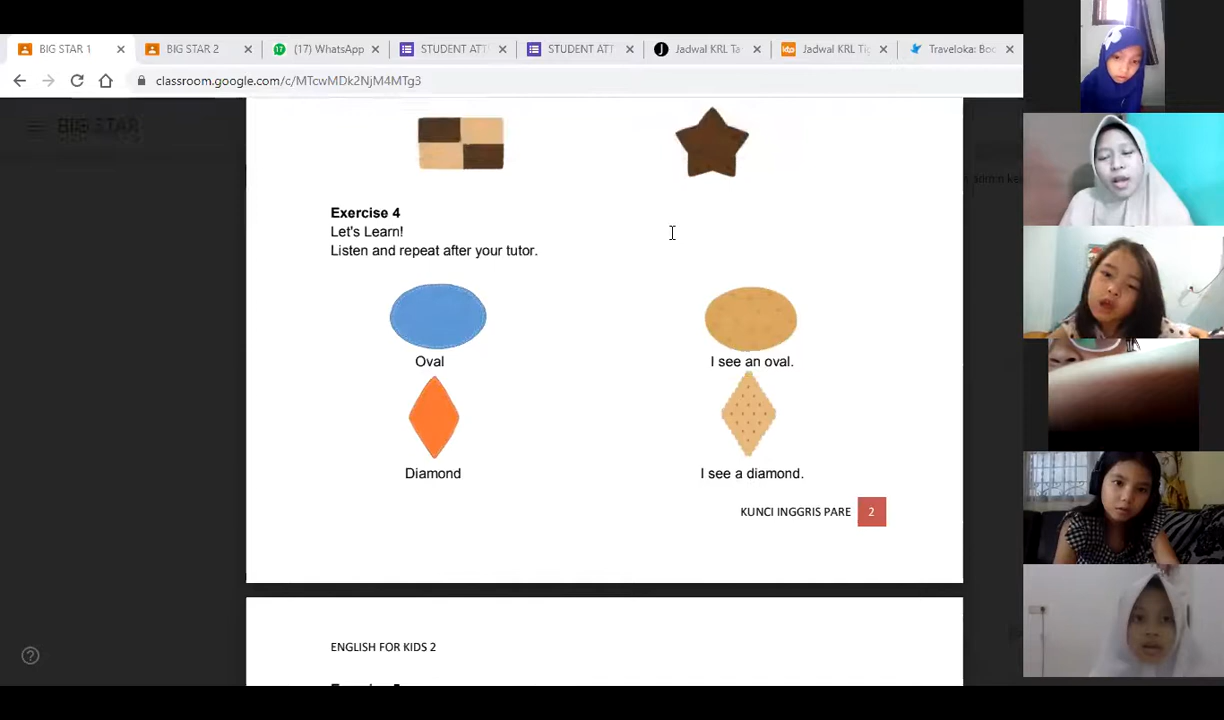 BIG STAR 1
BIG STAR 2
(17) WhatsApp
STUDENT ATT
STUDENT ATT
Jadwal KRL Ta
Jadwal KRL Tig
Traveloka: Boo
classroom.google.com/c/MTcwMDk2NjM4MTg3
BIG STAR
Exercise 4
Let's Learn!
Listen and repeat after your tutor.
Oval
I see an oval.
Diamond
I see a diamond.
KUNCI INGGRIS PARE 2
ENGLISH FOR KIDS 2